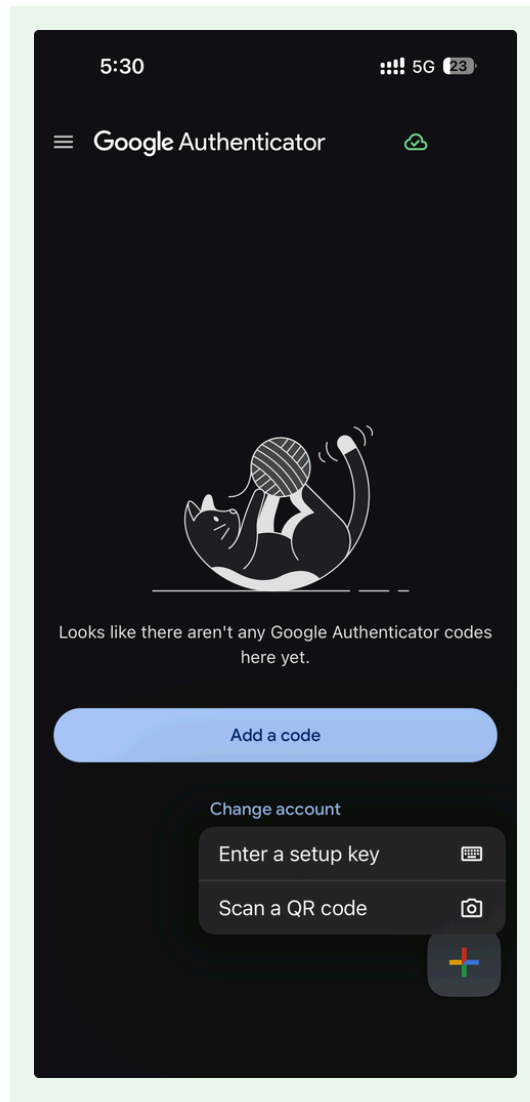 5:30 5G 23
Google Authenticator
Looks like there aren't any Google Authenticator codes
here yet.
Add a code
Change account
Enter a setup key
Scan a QR code